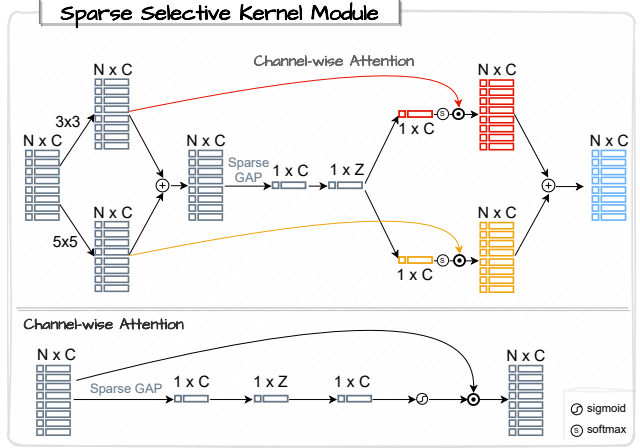 Sparse Selective Kernel Module
Channel-wise Attention
N x C
N x C
3x3
1 x C
N x C
N x C
Sparse
GAP
1 x C
1 x Z
N x C
5x5
N x C
N x C
1 x C
Channel-wise Attention
N x C
N x C
Sparse GAP
1 x C
1 x Z
1 x C
sigmoid
S softmax